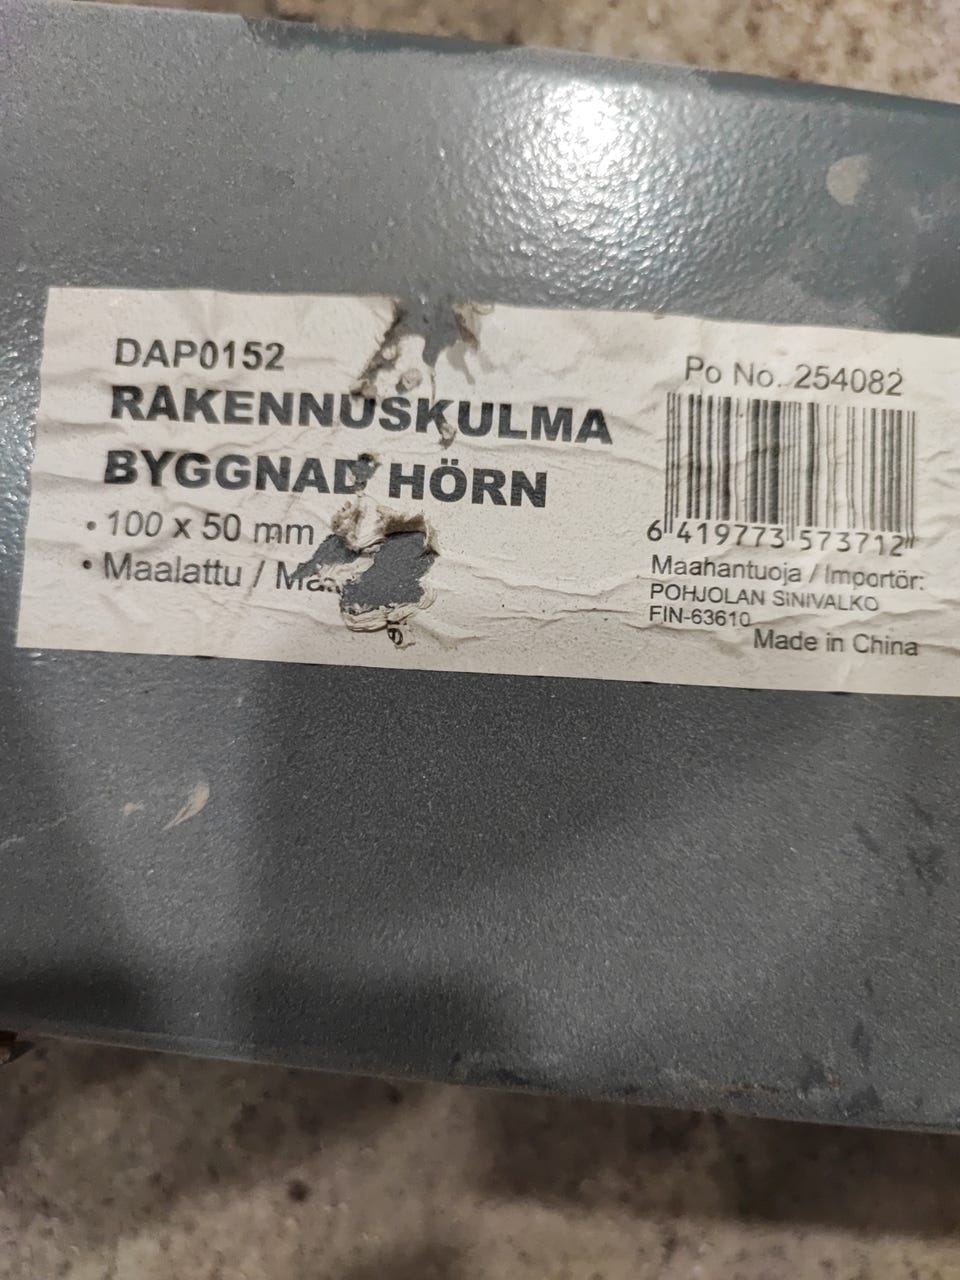 DAP0152
RAKENNUSKULMA
BYGGNAD HÖRN
• 100 x 50 mm
• Maalattu /
Po No. 254082
6 419773 573712
Maahantuoja / Importör:
POHJOLAN SINIVALKO
FIN-63610
Made in China